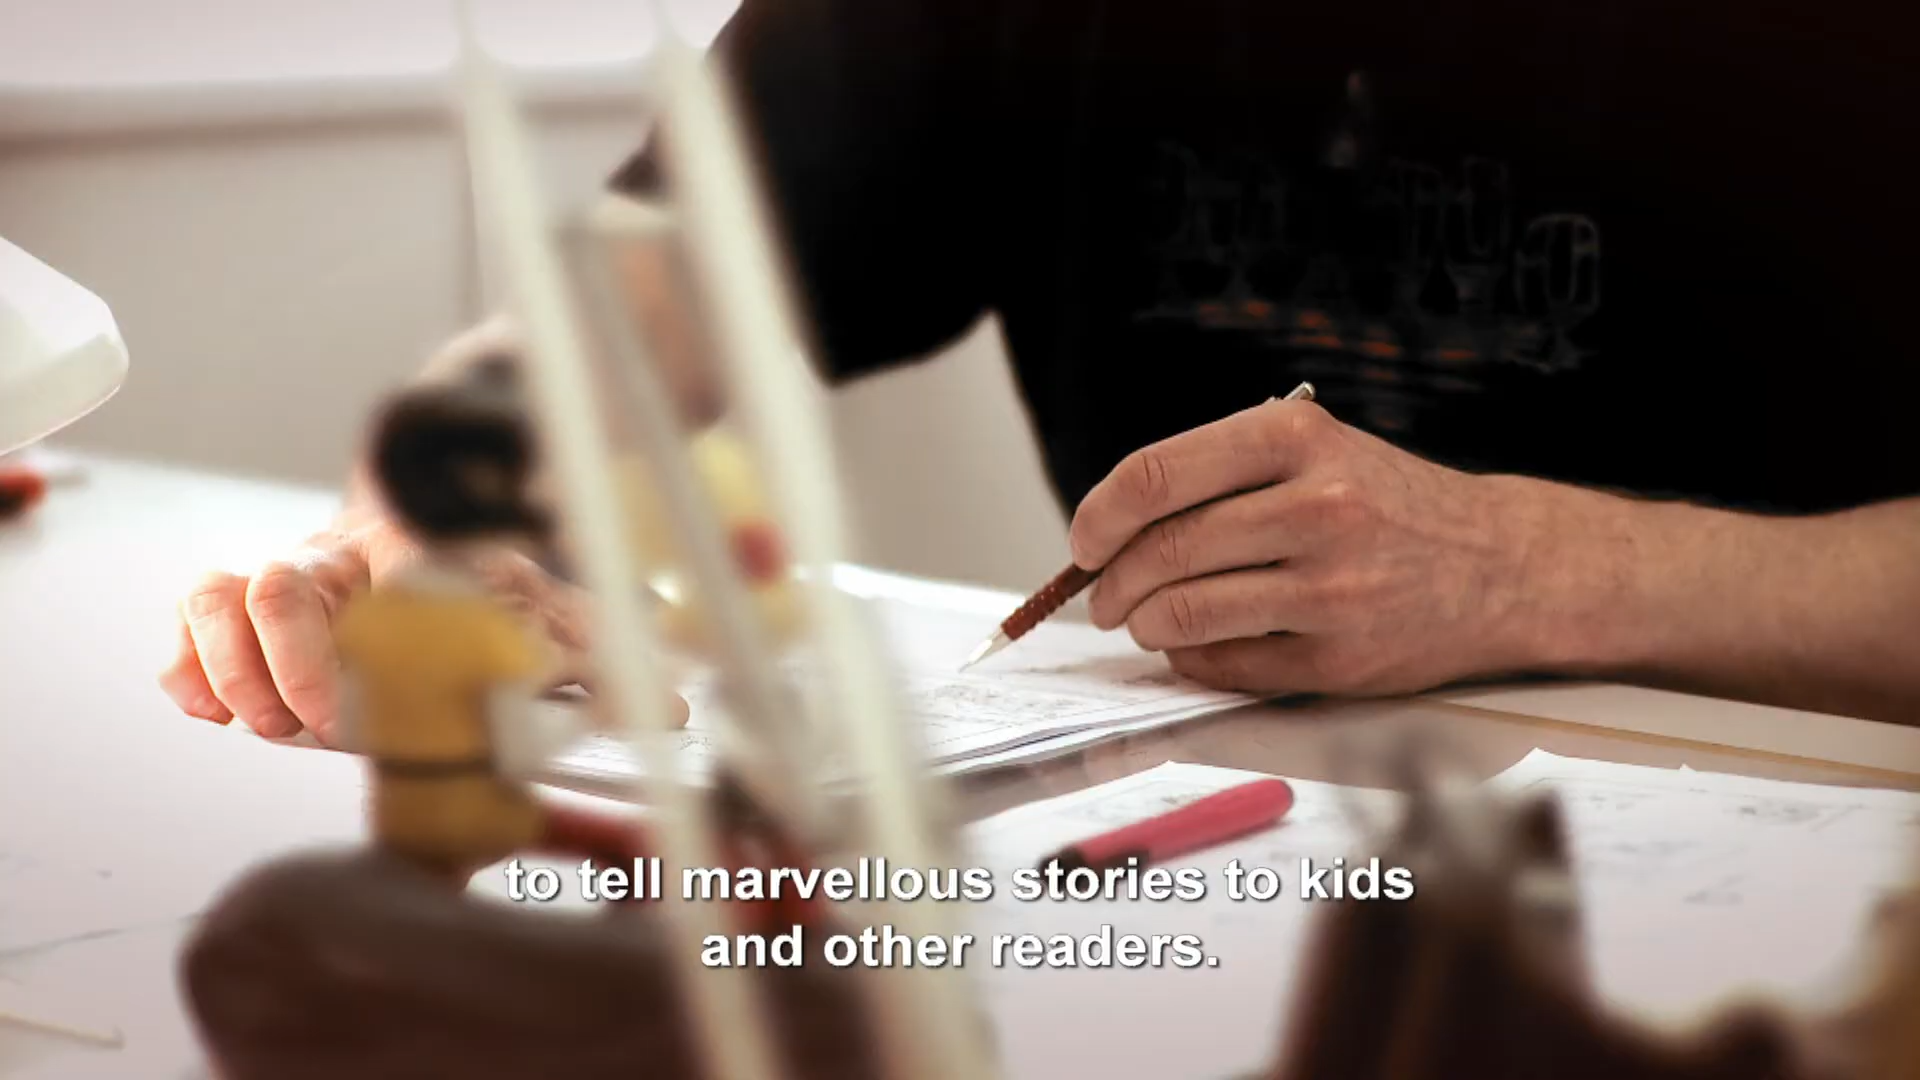 to tell marvellous stories to kids
and other readers.